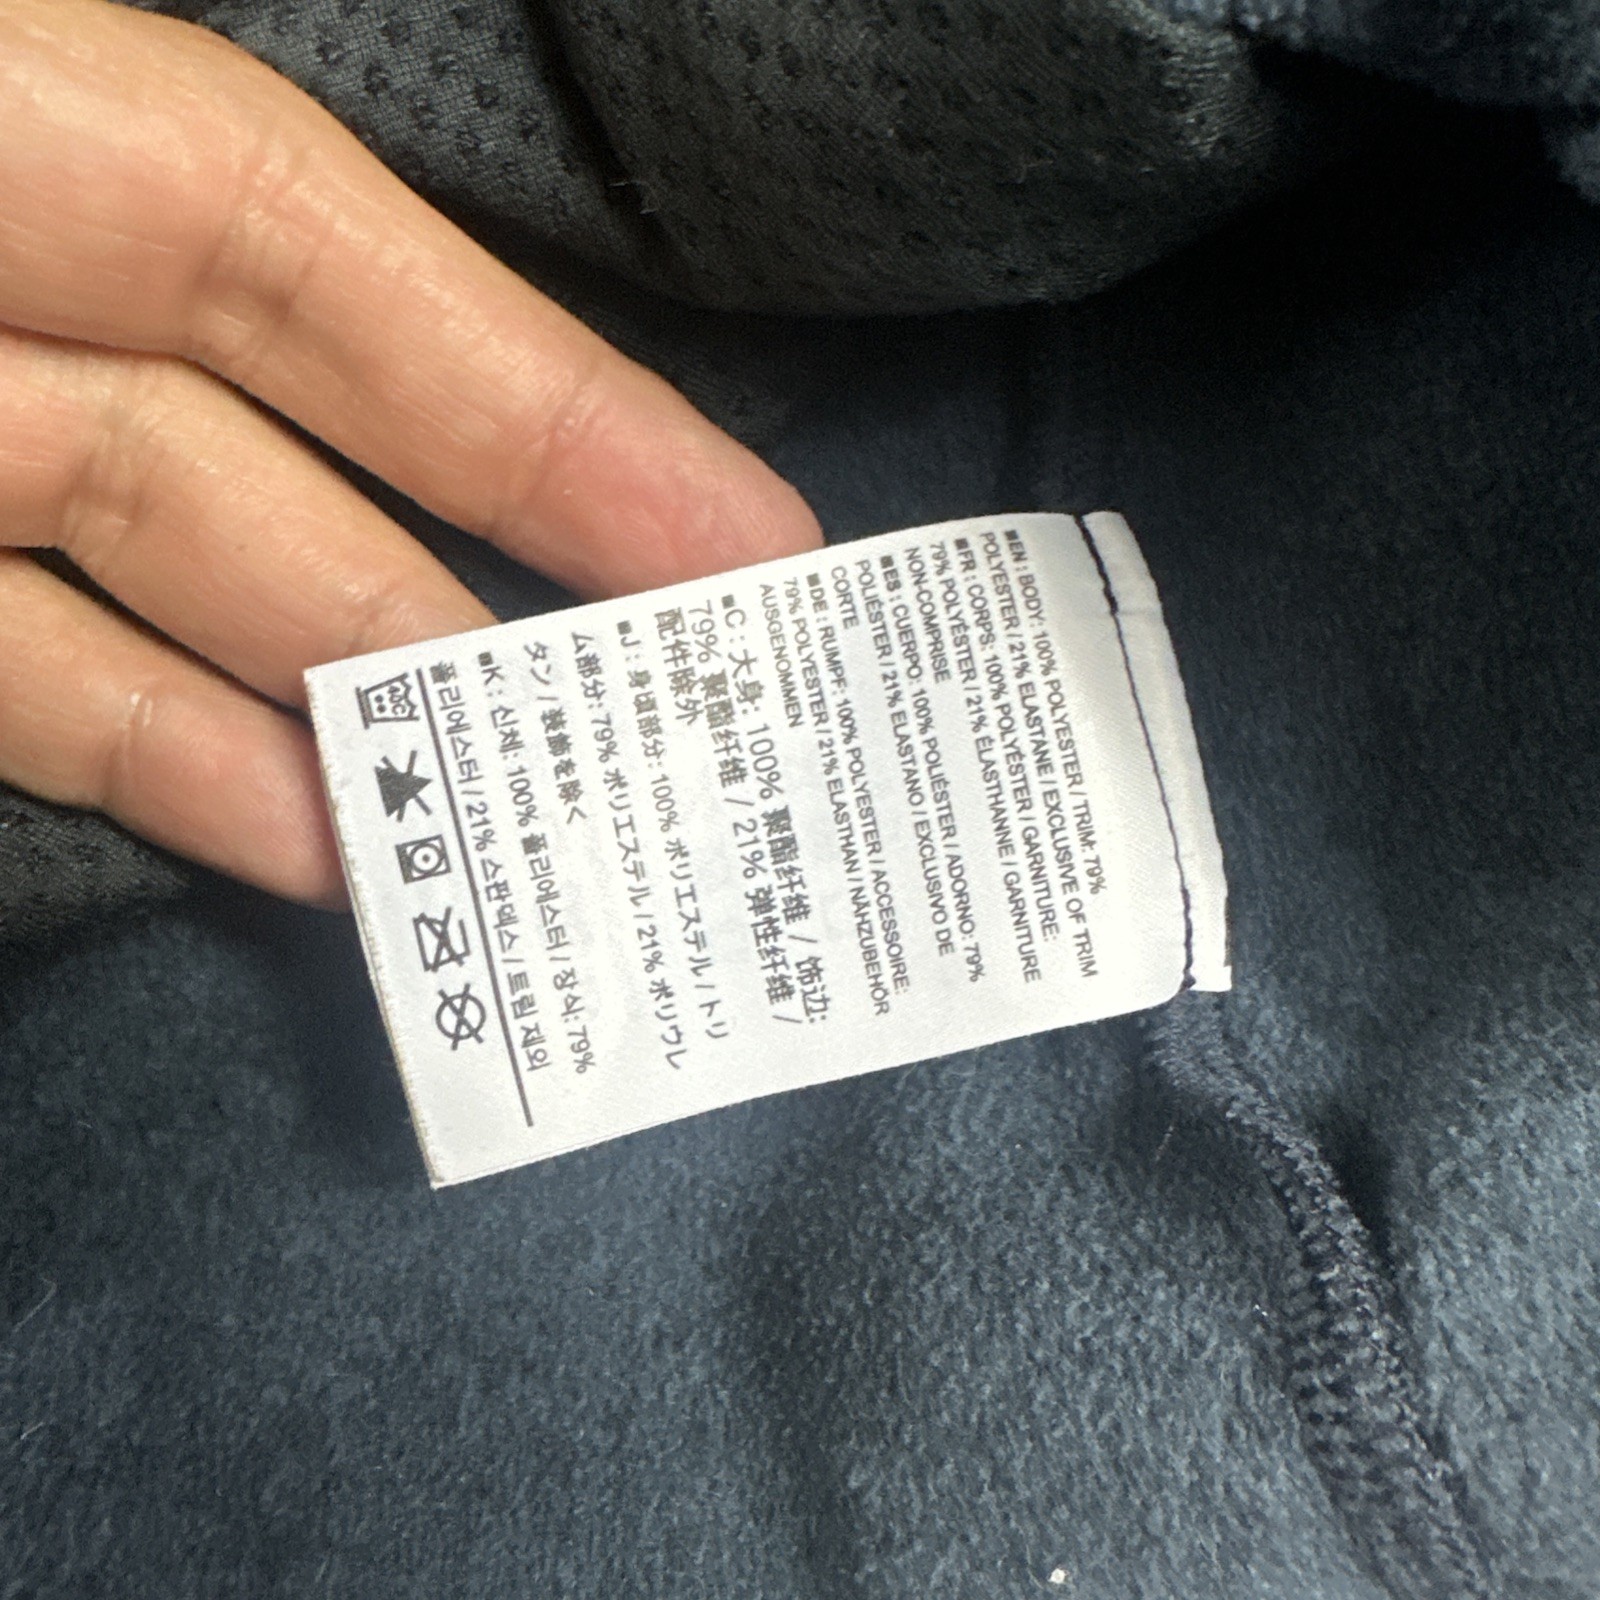 ■EN : BODY: 100% POLYESTER / TRIM: 79%
POLYESTER / 21% ELASTANE / EXCLUSIVE OF TRIM
■FR : CORPS: 100% POLYÉSTER / GARNITURE:
79% POLYÉSTER / 21% ÉLASTHANNE / GARNITURE
NON-COMPRISE
■ES : CUERPO: 100% POLIÉSTER / ADORNO: 79%
POLIÉSTER / 21% ELASTANO / EXCLUSIVO DE
CORTE
■DE : RUMPF: 100% POLYESTER / ACCESSOIRE:
79% POLYESTER / 21% ELASTHAN / NÄHZUBEHÖR
AUSGENOMMEN
■C : 大身: 100% 聚酯纤维 / 饰边:
79% 聚酯纤维 / 21% 弹性纤维 /
配件除外
■J : 身頃部分: 100% ポリエステル / トリ
ム部分: 79% ポリエステル / 21% ポリウレ
タン / 装飾を除く
■K : 신체: 100% 폴리에스터 / 장식: 79%
폴리에스터 / 21% 스판덱스 / 트림 제외
40C